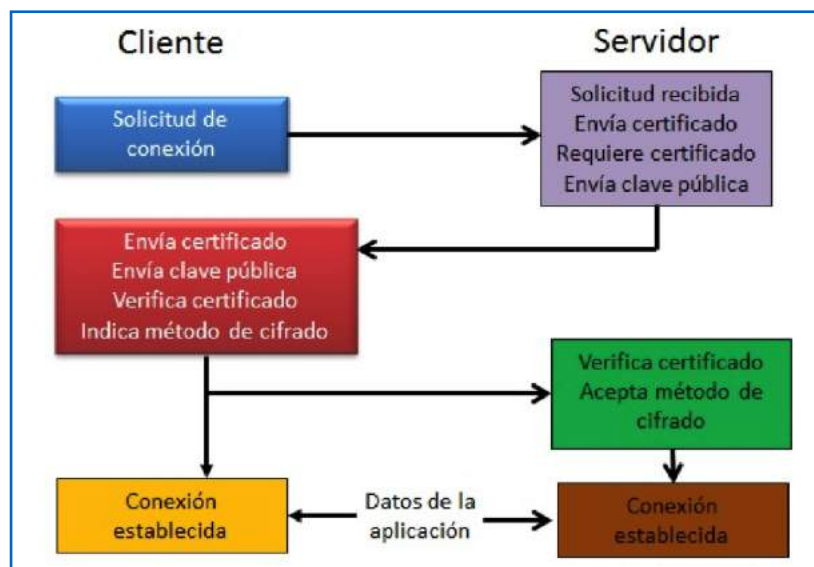 Cliente
Servidor
Solicitud de
conexión
Solicitud recibida
Envía certificado
Requiere certificado
Envía clave pública
Envía certificado
Envía clave pública
Verifica certificado
Indica método de cifrado
Verifica certificado
Acepta método de
cifrado
Conexión
establecida
Datos de la
aplicación
Conexión
establecida